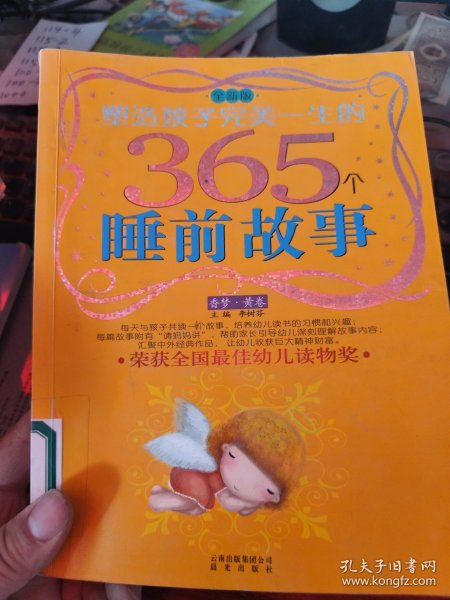 全新版
塑造孩子完美一生的
365个
睡前故事
香梦·黄卷
主编 李树芬
每天与孩子共读一个故事，培养幼儿读书的习惯和兴趣；
每篇故事附有“请妈妈讲”，帮助家长引导幼儿深刻理解故事内容；
汇聚中外经典作品，让幼儿收获巨大精神财富。
·荣获全国最佳幼儿读物奖·
云南出版集团公司
晨光出版社
孔夫子旧书网
www.kongfz.com